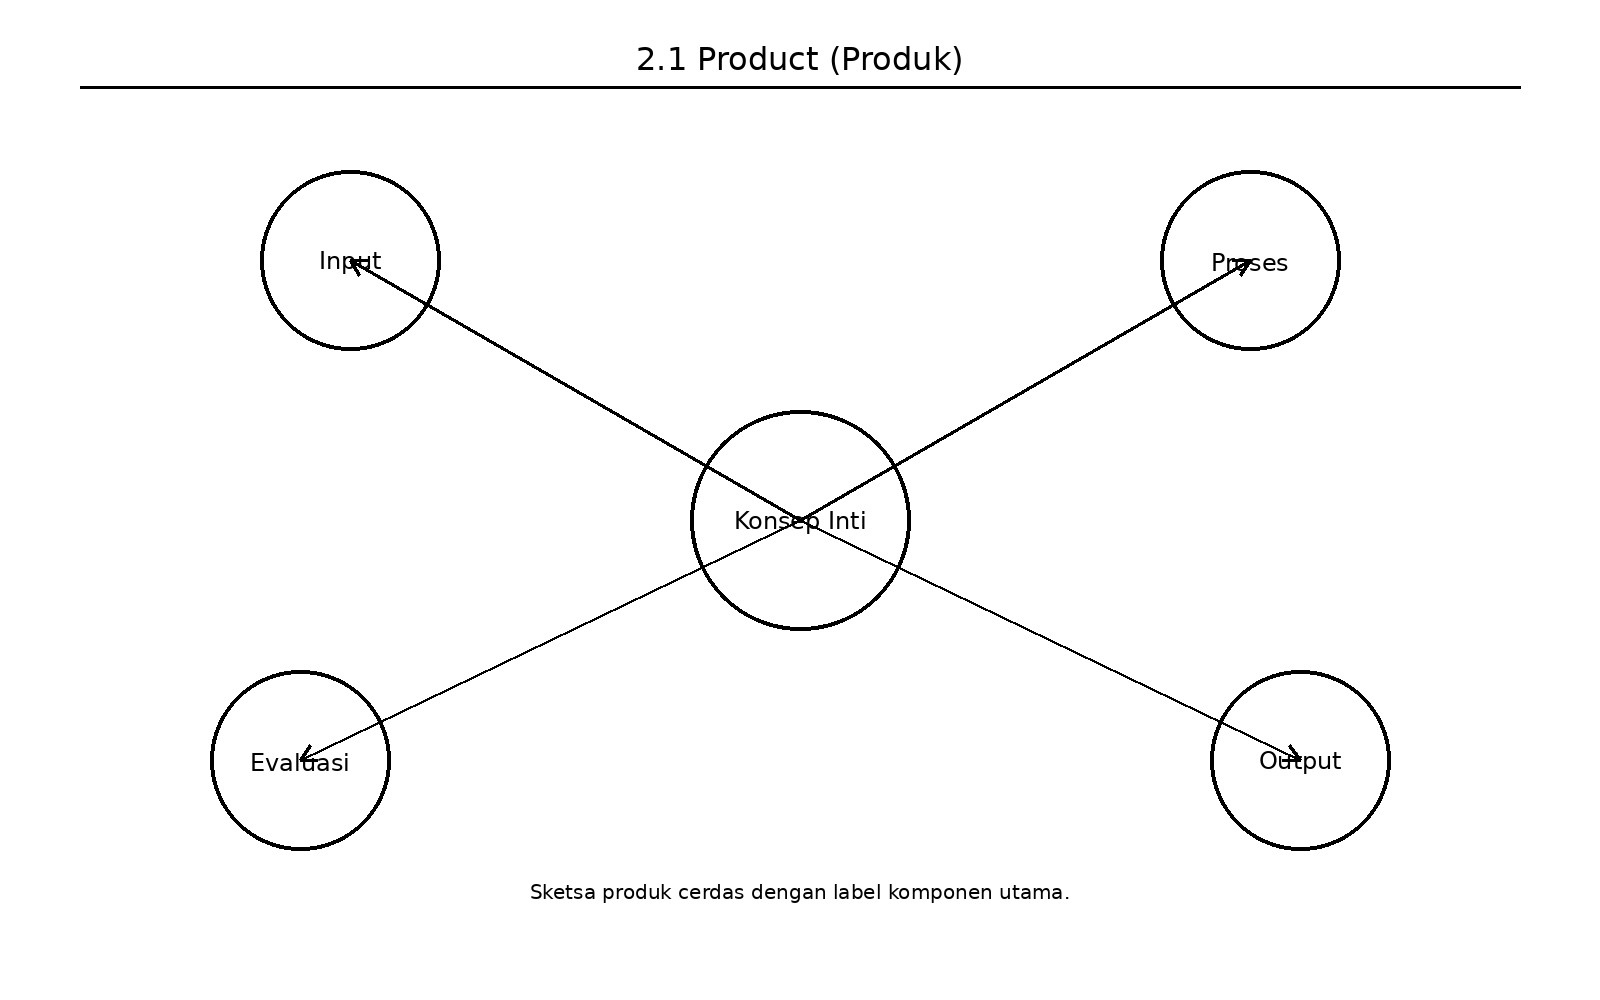 2.1 Product (Produk)
Input
Proses
Konsep Inti
Evaluasi
Output
Sketsa produk cerdas dengan label komponen utama.